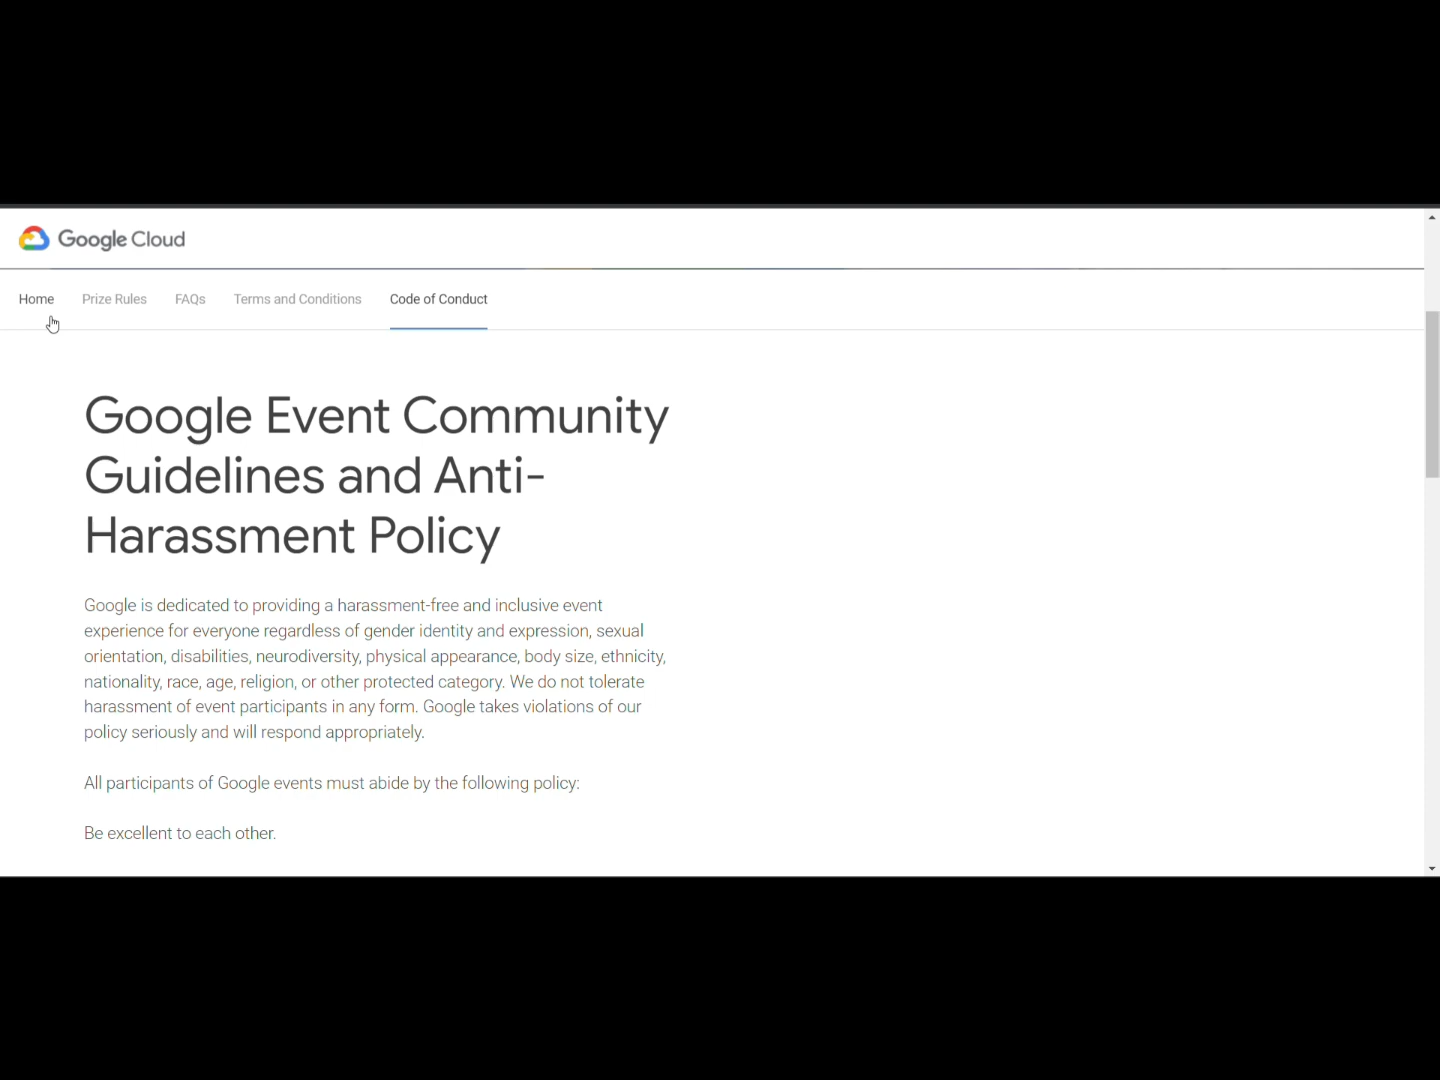 Google Cloud
Home Prize Rules FAQs Terms and Conditions Code of Conduct
Google Event Community
Guidelines and Anti-
Harassment Policy
Google is dedicated to providing a harassment-free and inclusive event
experience for everyone regardless of gender identity and expression, sexual
orientation, disabilities, neurodiversity, physical appearance, body size, ethnicity,
nationality, race, age, religion, or other protected category. We do not tolerate
harassment of event participants in any form. Google takes violations of our
policy seriously and will respond appropriately.
All participants of Google events must abide by the following policy:
Be excellent to each other.